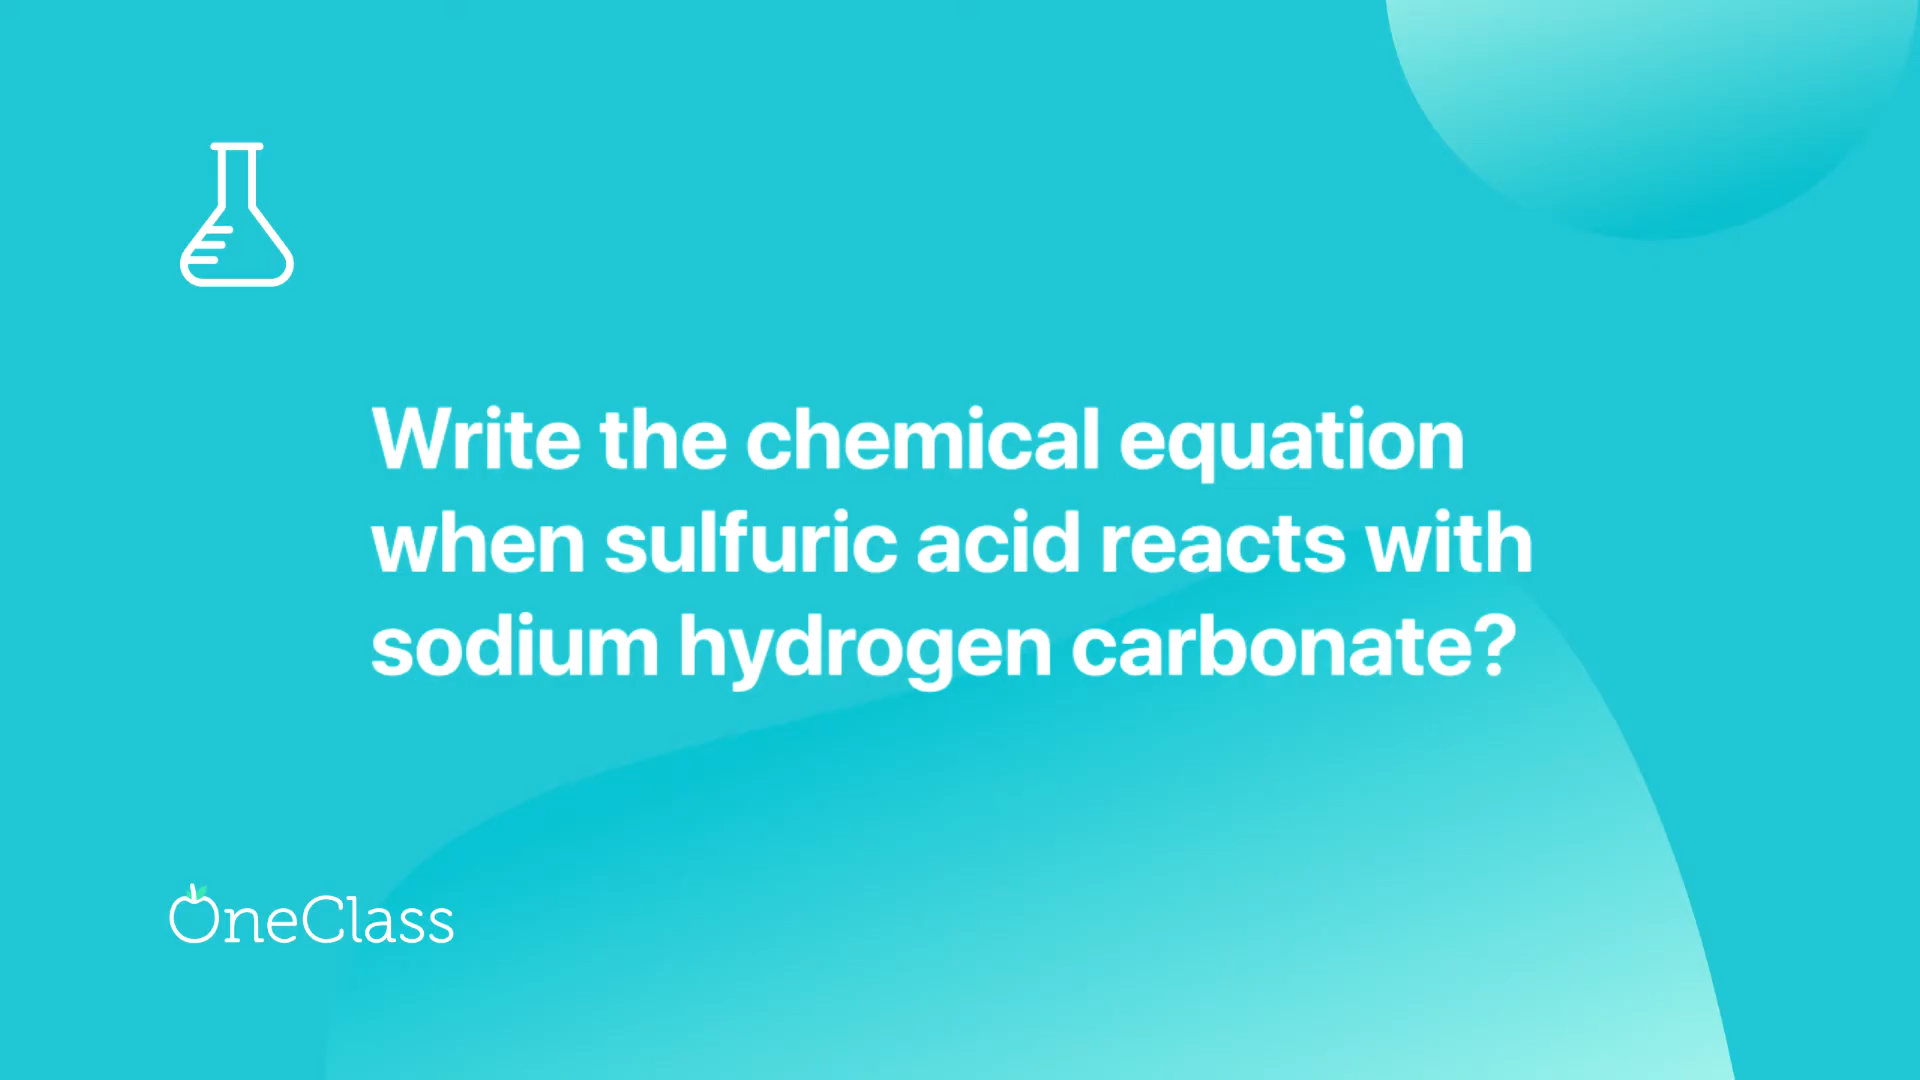 Write the chemical equation
when sulfuric acid reacts with
sodium hydrogen carbonate?
OneClass